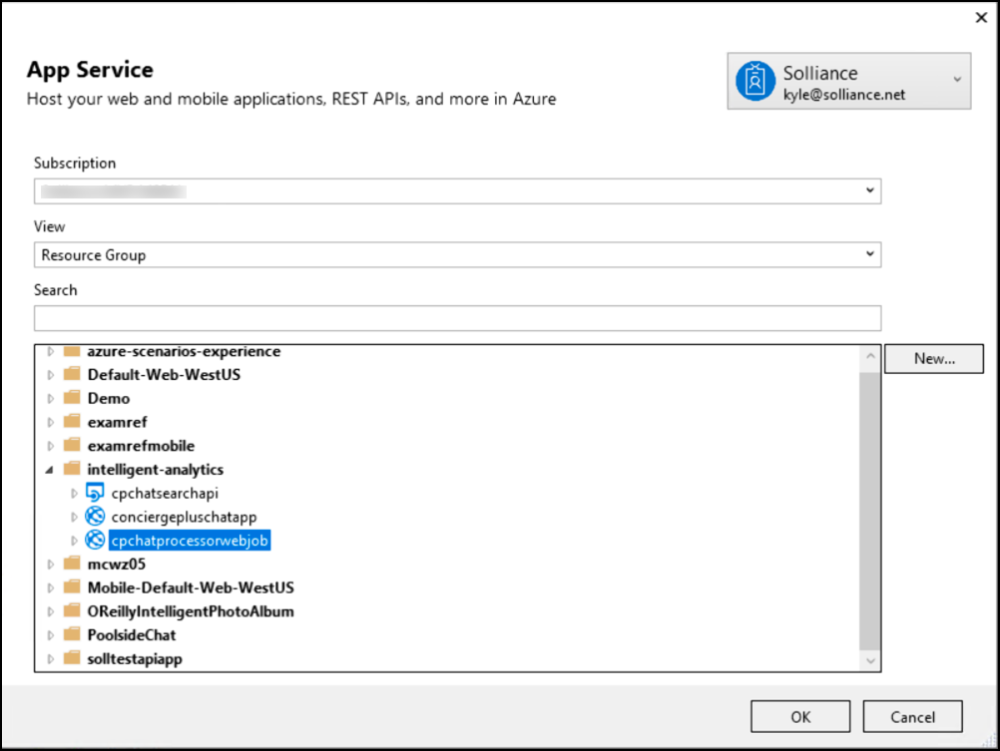 App Service
Host your web and mobile applications, REST APIs, and more in Azure
Solliance
kyle@solliance.net
Subscription
View
Resource Group
Search
azure-scenarios-experience
Default-Web-WestUS
Demo
examref
examrefmobile
intelligent-analytics
cpchatsearchapi
conciergepluschatapp
cpchatprocessorwebjob
mcwz05
Mobile-Default-Web-WestUS
OReillyIntelligentPhotoAlbum
PoolsideChat
solltestapiapp
New...
OK
Cancel